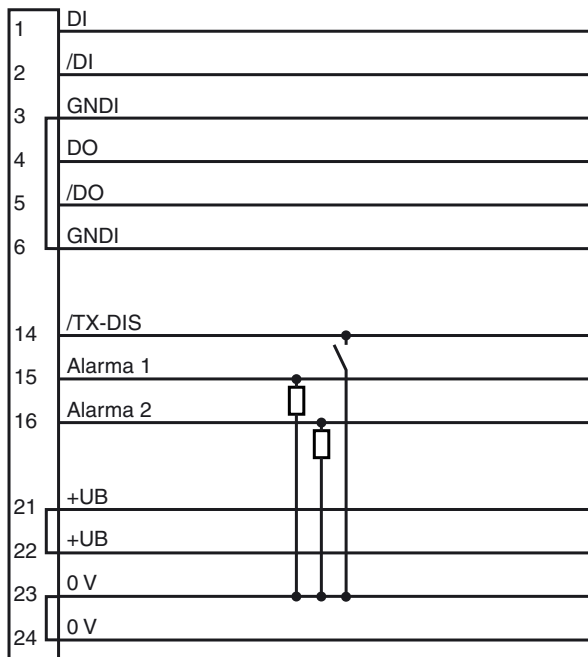 1 DI
2 /DI
3 GNDI
4 DO
5 /DO
6 GNDI
14 /TX-DIS
15 Alarma 1
16 Alarma 2
21 +UB
22 +UB
23 0 V
24 0 V